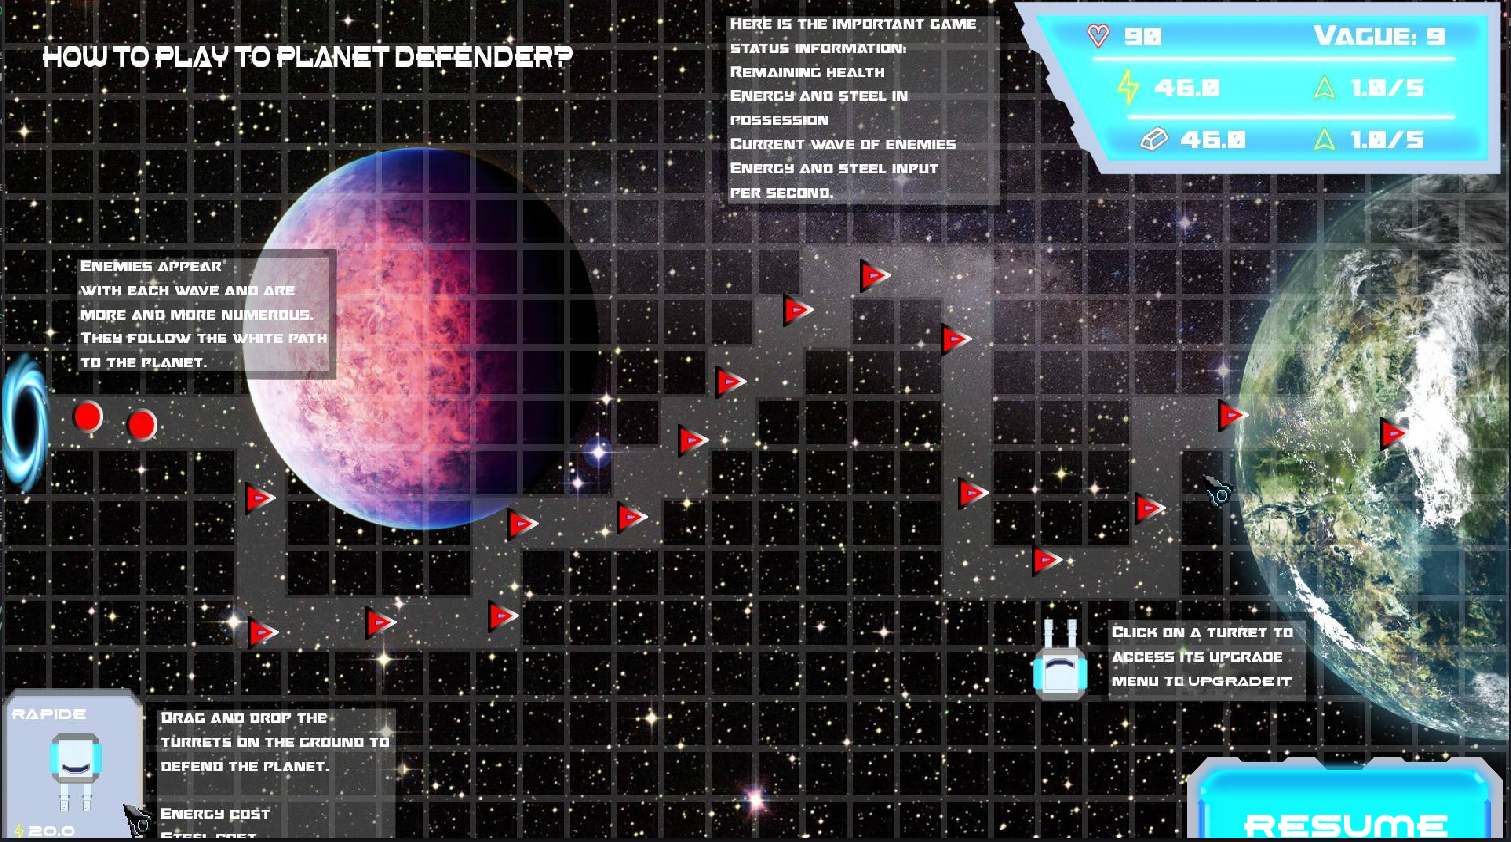 HOW TO PLAY TO PLANET DEFENDER?
HERE IS THE IMPORTANT GAME
STATUS INFORMATION:
REMAINING HEALTH
ENERGY AND STEEL IN
POSSESSION
CURRENT WAVE OF ENEMIES
ENERGY AND STEEL INPUT
PER SECOND.
90 VAGUE: 9
46.0 1.0/S
46.0 1.0/S
ENEMIES APPEAR
WITH EACH WAVE AND ARE
MORE AND MORE NUMEROUS.
THEY FOLLOW THE WHITE PATH
TO THE PLANET.
CLICK ON A TURRET TO
ACCESS ITS UPGRADE
MENU TO UPGRADE IT
RAPIDE
20.0
DRAG AND DROP THE
TURRETS ON THE GROUND TO
DEFEND THE PLANET.
ENERGY COST
STEEL COST
RESUME